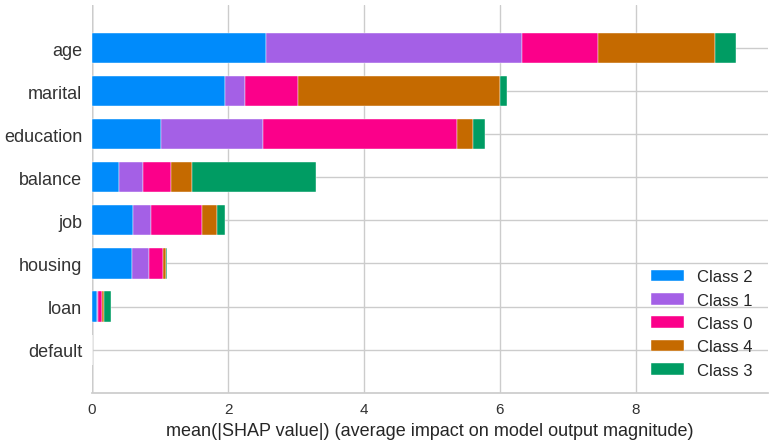 age
marital
education
balance
job
housing
loan
default
Class 2
Class 1
Class 0
Class 4
Class 3
0 2 4 6 8
mean(|SHAP value|) (average impact on model output magnitude)